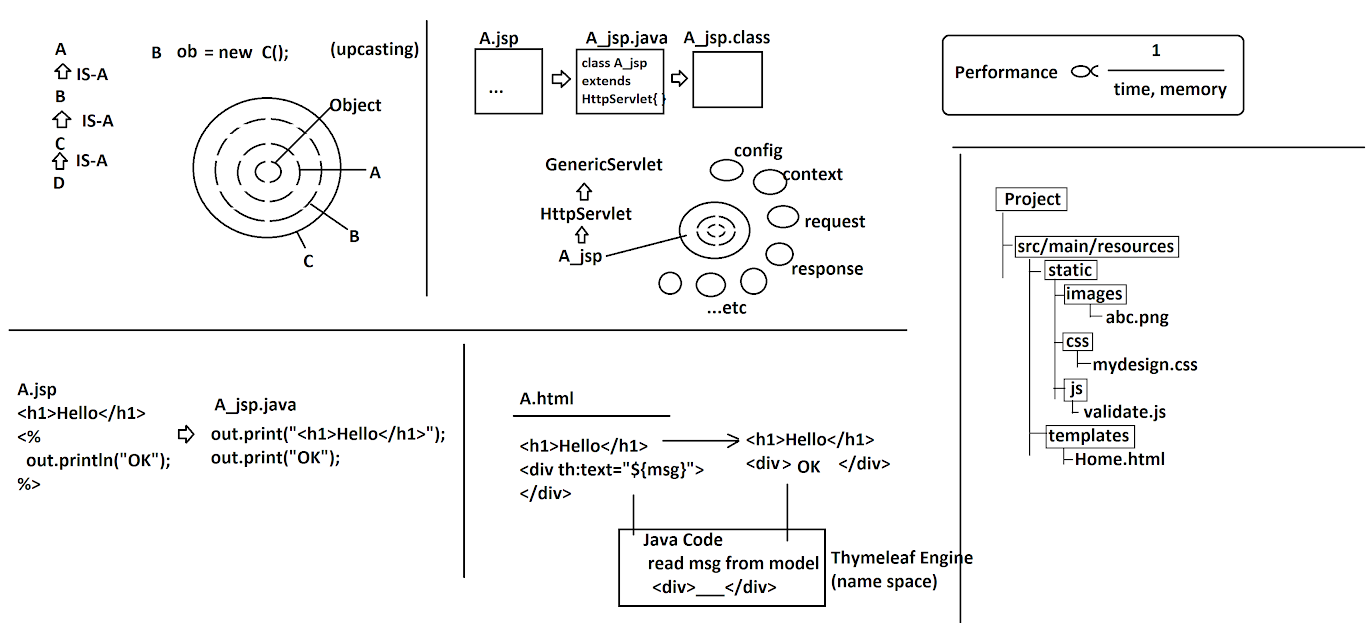 A
IS-A
B
IS-A
C
IS-A
D
B ob = new C(); (upcasting)
Object
A
B
C
A.jsp
...
A_jsp.java
class A_jsp
extends
HttpServlet{ }
A_jsp.class
GenericServlet
HttpServlet
A_jsp
config
context
request
response
...etc
Performance ∝ 1
time, memory
Project
src/main/resources
static
images
abc.png
css
mydesign.css
js
validate.js
templates
Home.html
A.jsp
<h1>Hello</h1>
<%
out.println("OK");
%>
A_jsp.java
out.print("<h1>Hello</h1>");
out.print("OK");
A.html
<h1>Hello</h1>
<div th:text="${msg}">
</div>
<h1>Hello</h1>
<div> OK </div>
Java Code
read msg from model
<div>___</div>
Thymeleaf Engine
(name space)